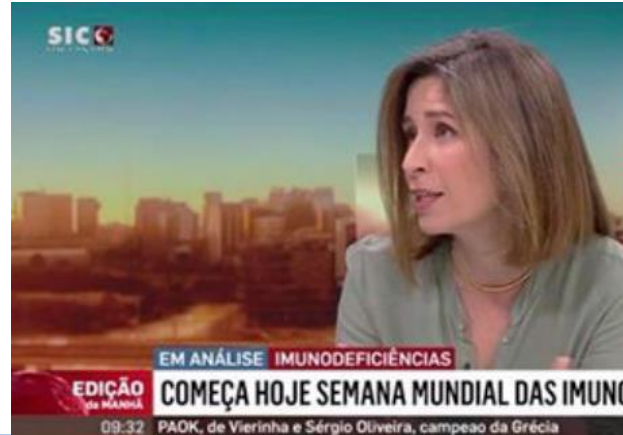 SIC
EM ANÁLISE IMUNODEFICIÊNCIAS
EDIÇÃO
da MANHÃ
COMEÇA HOJE SEMANA MUNDIAL DAS IMUNO
09:32 PAOK, de Vierinha e Sérgio Oliveira, campeao da Grécia